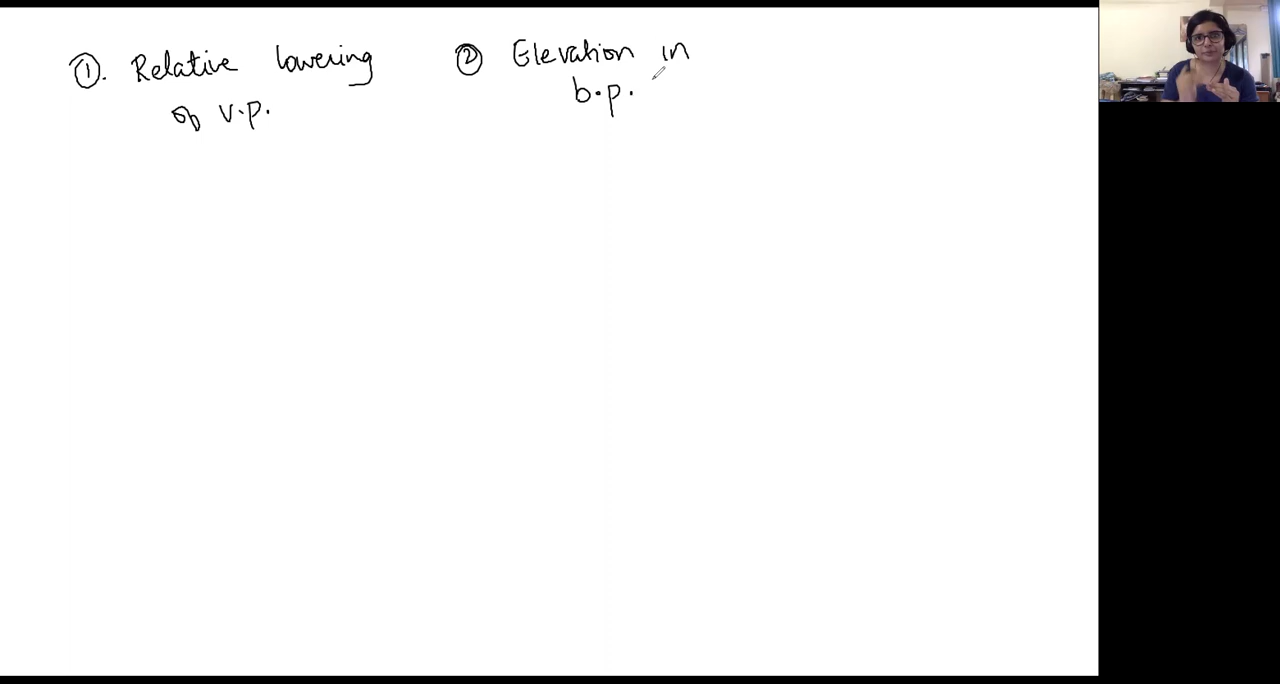 ①. Relative lowering
of v.p.
② Elevation in
b.p.